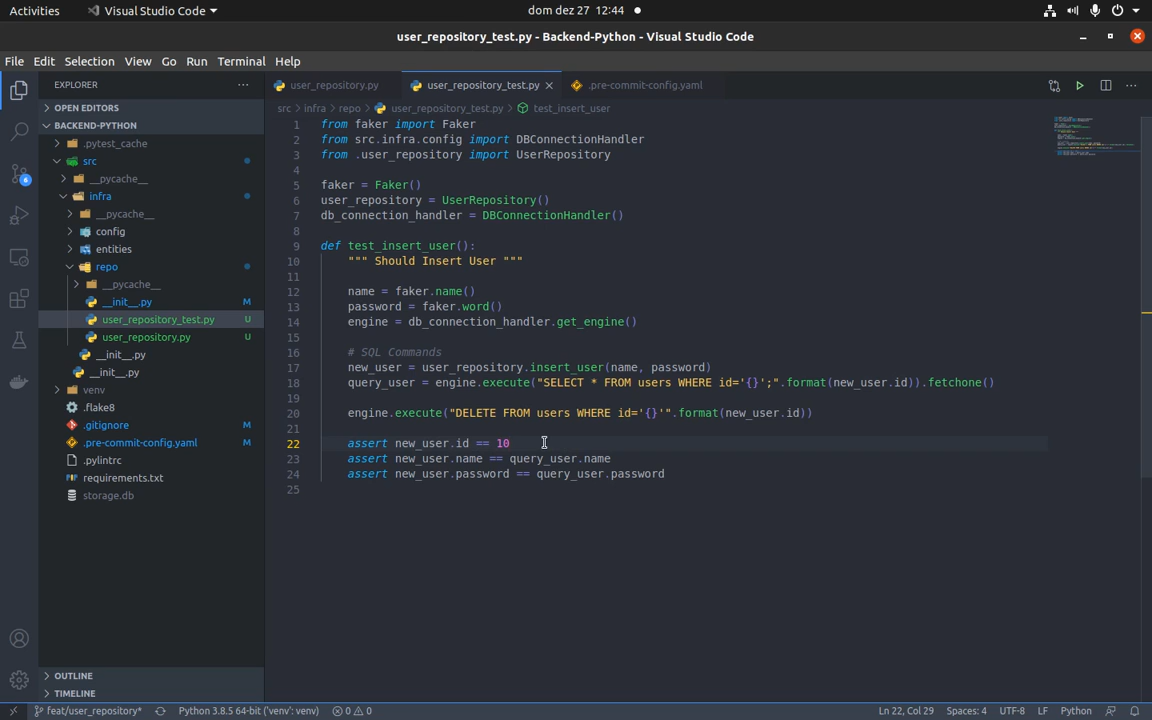 Activities Visual Studio Code dom dez 27 12:44
user_repository_test.py - Backend-Python - Visual Studio Code
File Edit Selection View Go Run Terminal Help
EXPLORER
OPEN EDITORS
BACKEND-PYTHON
.pytest_cache
src
__pycache__
infra
__pycache__
config
entities
repo
__pycache__
__init__.py M
user_repository_test.py U
user_repository.py U
__init__.py
__init__.py
venv
.flake8
.gitignore M
.pre-commit-config.yaml M
.pylintrc
requirements.txt
storage.db
OUTLINE
TIMELINE
6
user_repository.py user_repository_test.py .pre-commit-config.yaml
src > infra > repo > user_repository_test.py > test_insert_user
1 from faker import Faker
2 from src.infra.config import DBConnectionHandler
3 from .user_repository import UserRepository
4
5 faker = Faker()
6 user_repository = UserRepository()
7 db_connection_handler = DBConnectionHandler()
8
9 def test_insert_user():
10 """ Should Insert User """
11
12 name = faker.name()
13 password = faker.word()
14 engine = db_connection_handler.get_engine()
15
16 # SQL Commands
17 new_user = user_repository.insert_user(name, password)
18 query_user = engine.execute("SELECT * FROM users WHERE id='{}';".format(new_user.id)).fetchone()
19
20 engine.execute("DELETE FROM users WHERE id='{}'".format(new_user.id))
21
22 assert new_user.id == 10
23 assert new_user.name == query_user.name
24 assert new_user.password == query_user.password
25
feat/user_repository* Python 3.8.5 64-bit ('venv': venv) 0 0 Ln 22, Col 29 Spaces: 4 UTF-8 LF Python